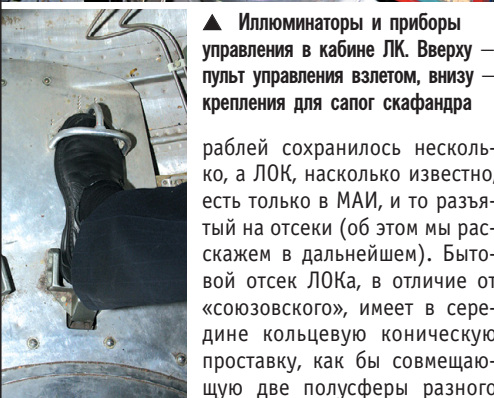 ▲ Иллюминаторы и приборы
управления в кабине ЛК. Вверху —
пульт управления взлетом, внизу —
крепления для сапог скафандра
раблей сохранилось несколь-
ко, а ЛОК, насколько известно,
есть только в МАИ, и то разъя-
тый на отсеки (об этом мы рас-
скажем в дальнейшем). Быто-
вой отсек ЛОКа, в отличие от
«союзовского», имеет в сере-
дине кольцевую коническую
проставку, как бы совмещаю-
щую две полусферы разного